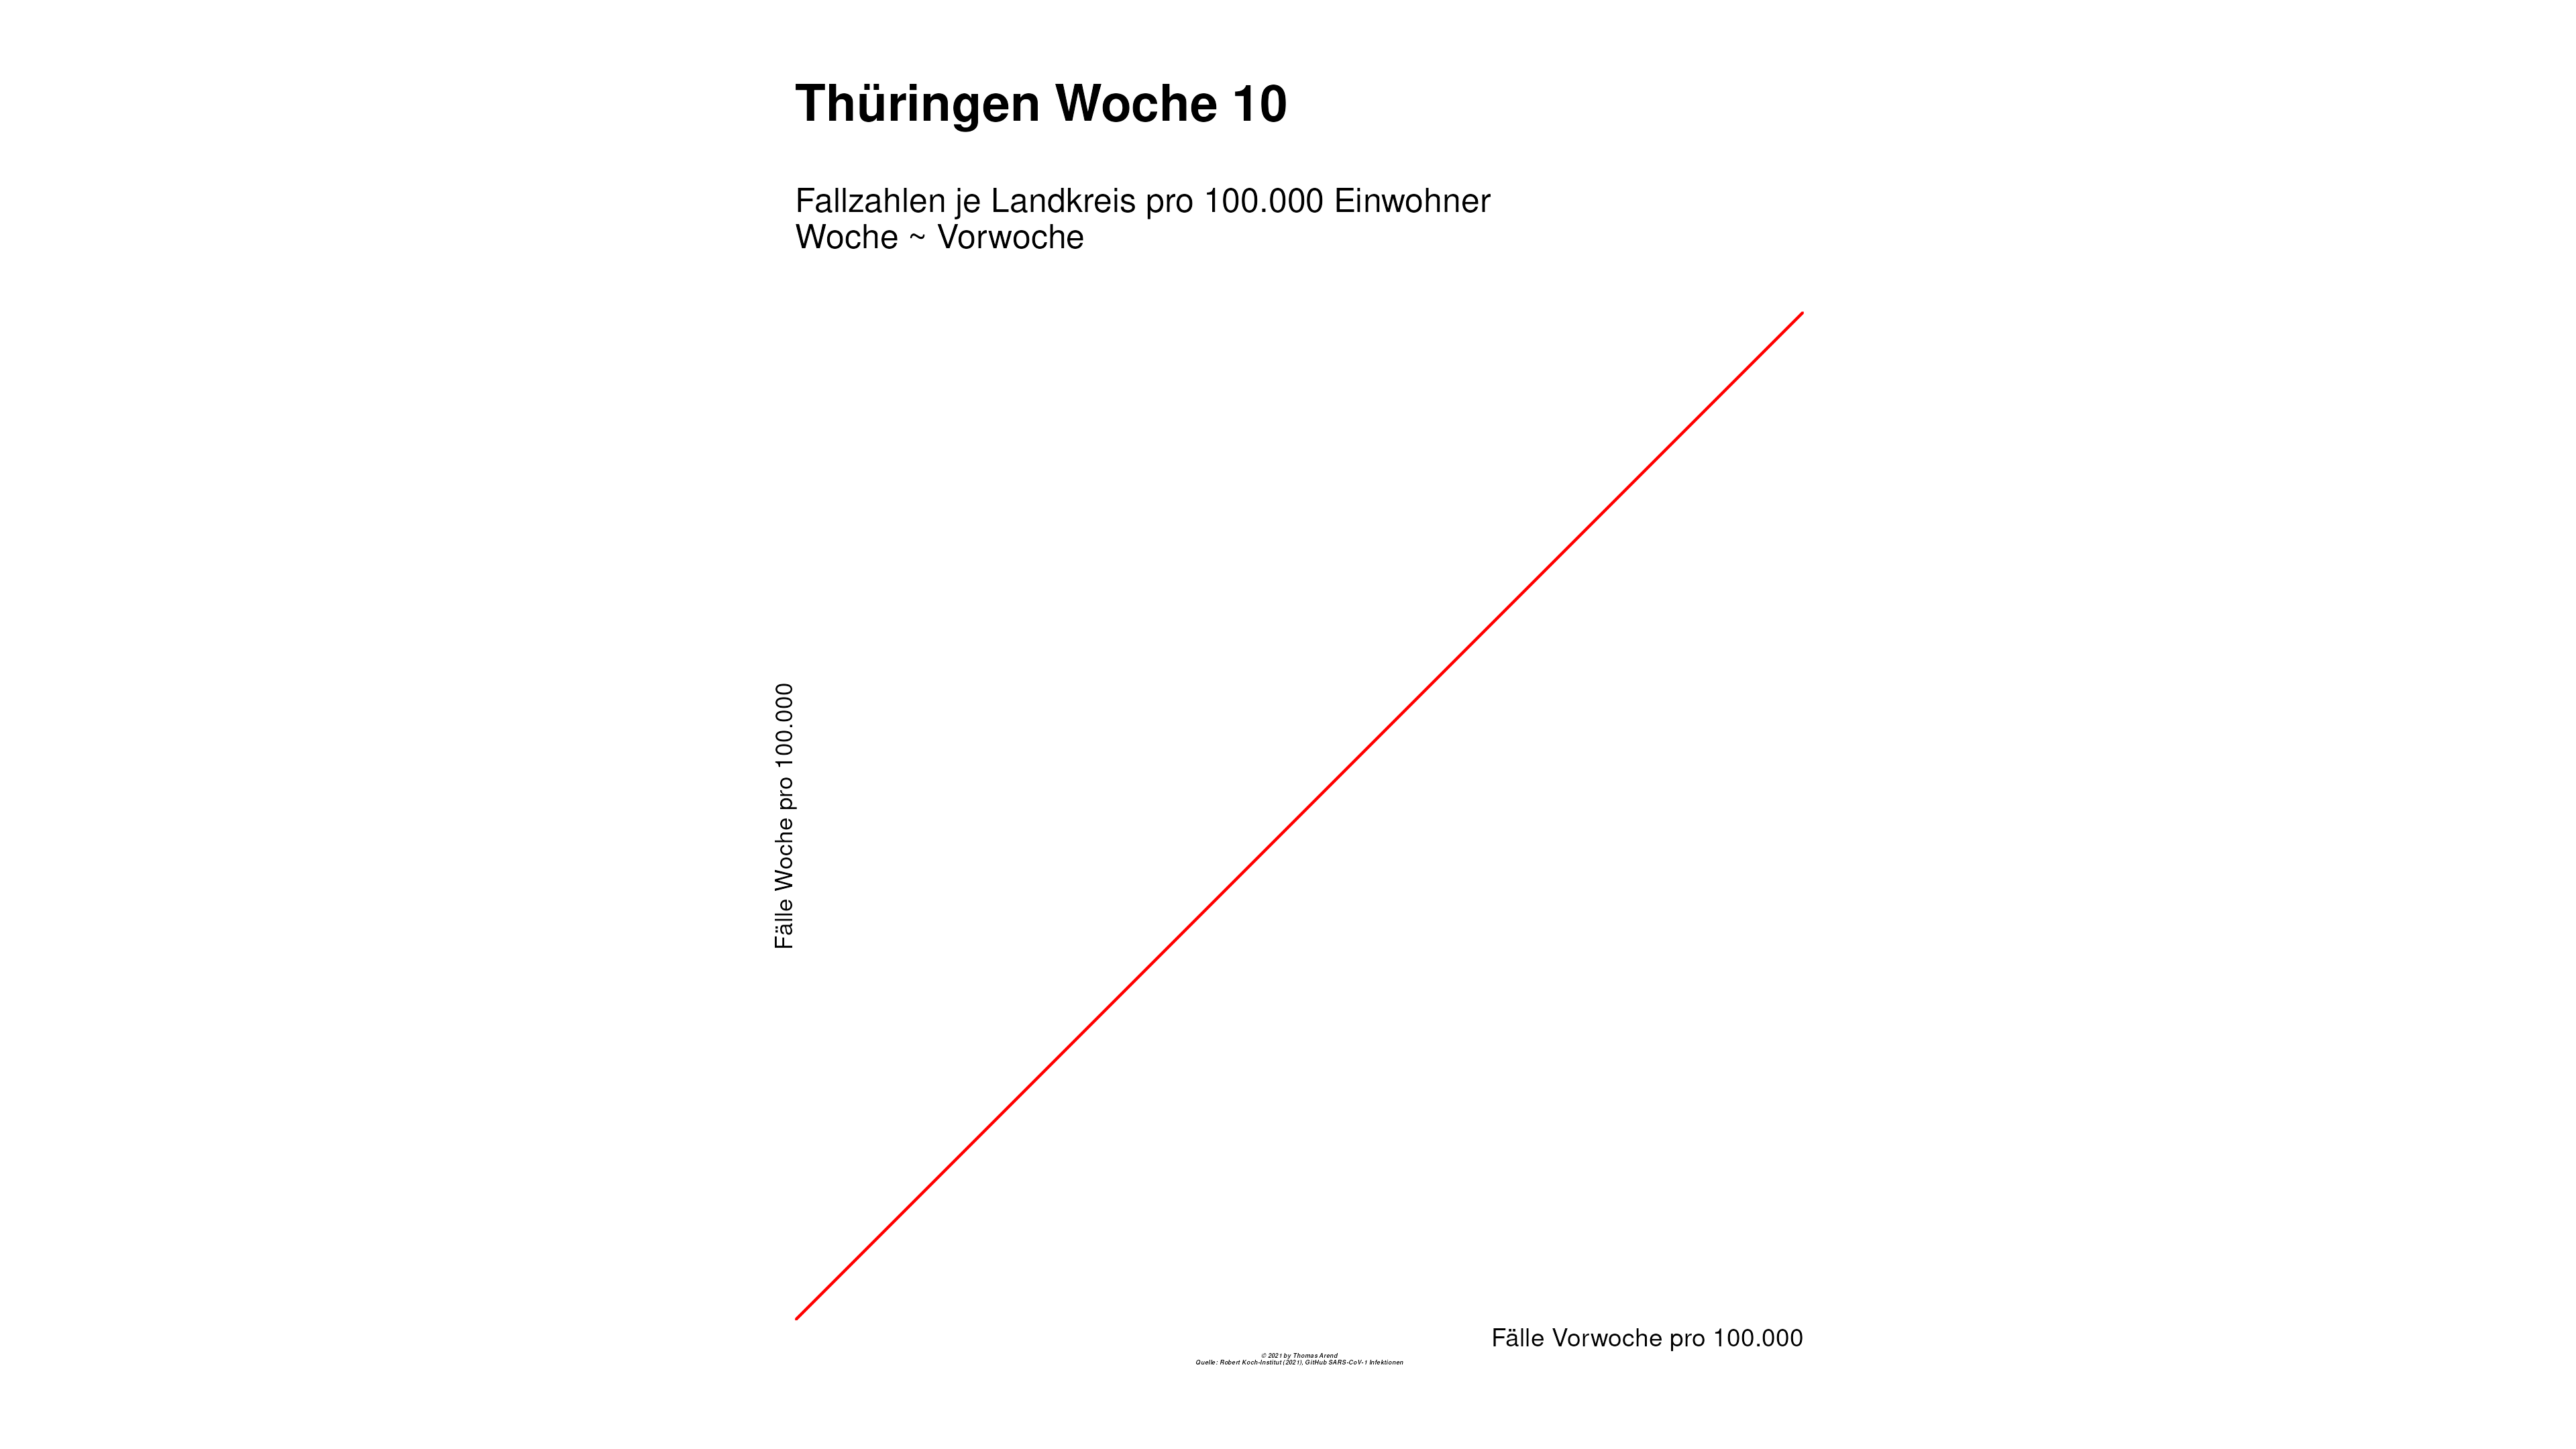 Thüringen Woche 10
Fallzahlen je Landkreis pro 100.000 Einwohner
Woche ~ Vorwoche
Fälle Woche pro 100.000
Fälle Vorwoche pro 100.000
© 2021 by Thomas Arend
Quelle: Robert Koch-Institut (2021), GitHub SARS-CoV-1 Infektionen